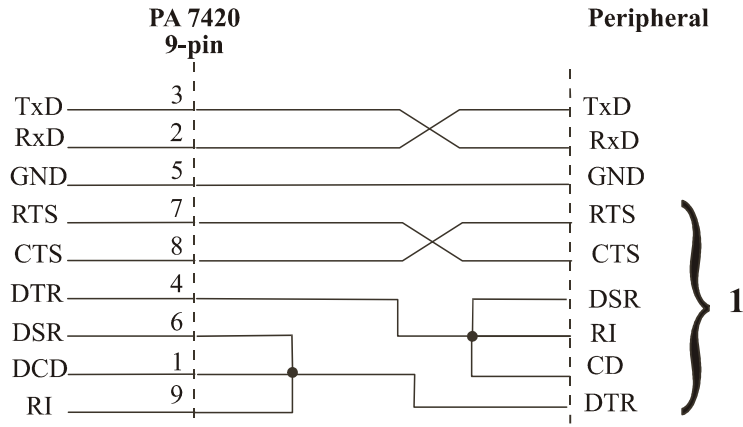 PA 7420 Peripheral
9-pin
TxD 3 TxD
RxD 2 RxD
GND 5 GND
RTS 7 RTS
CTS 8 CTS
DTR 4 DSR
1
DSR 6 RI
DCD 1 CD
RI 9 DTR